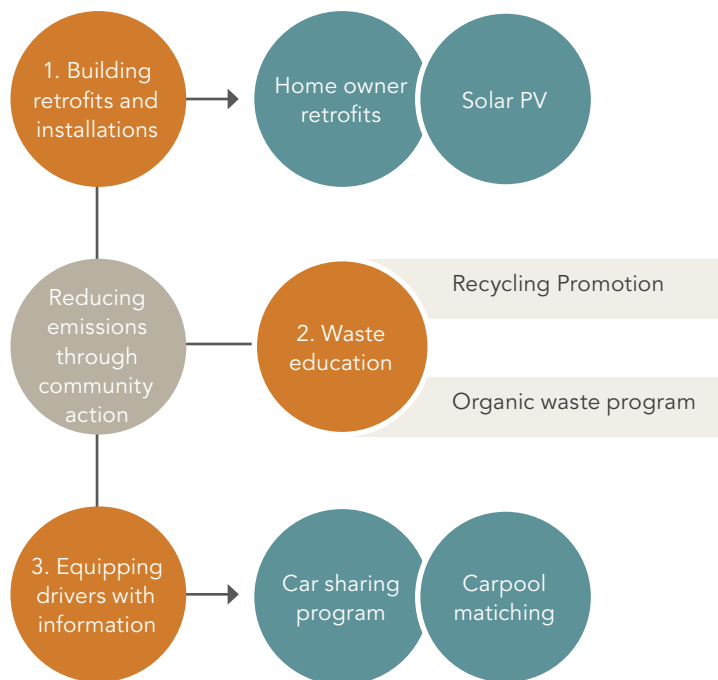 1. Building
retrofits and
installations
Home owner
retrofits
Solar PV
Reducing
emissions
through
community
action
2. Waste
education
Recycling Promotion
Organic waste program
3. Equipping
drivers with
information
Car sharing
program
Carpool
matiching